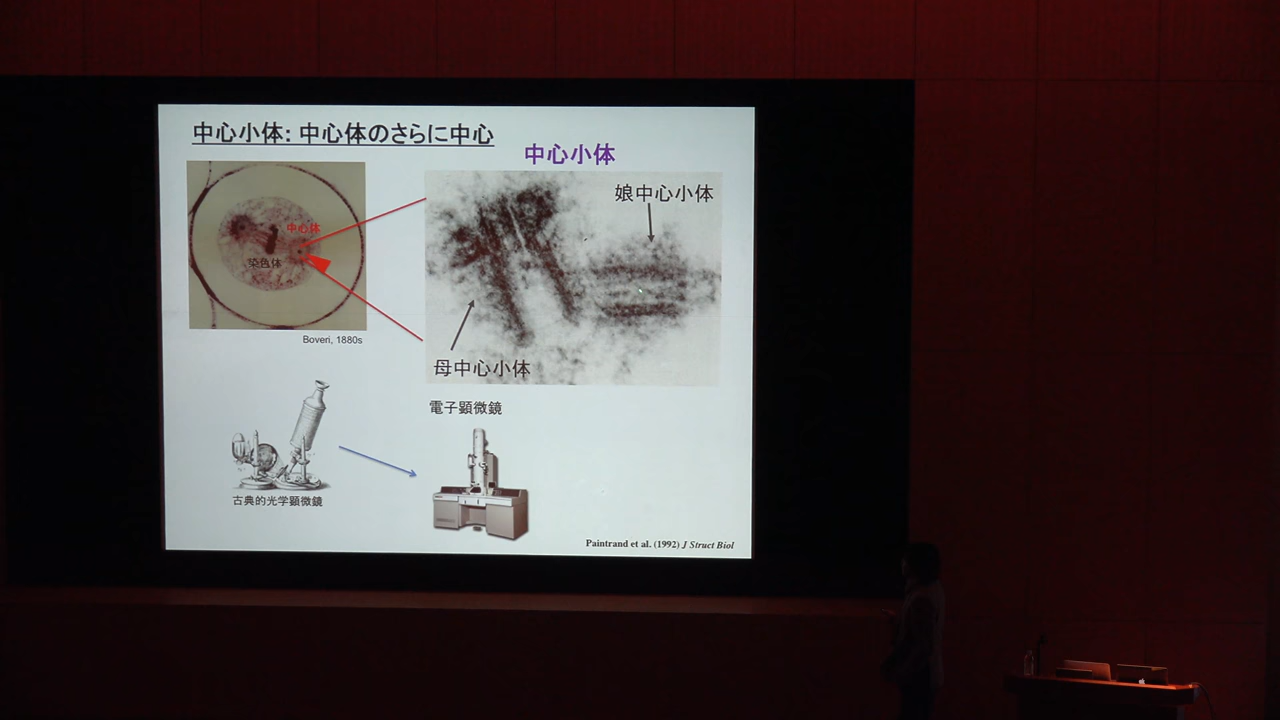 中心小体: 中心体のさらに中心
中心小体
娘中心小体
中心体
染色体
母中心小体
Boveri, 1880s
電子顕微鏡
古典的光学顕微鏡
Paintrand et al. (1992) J Struct Biol